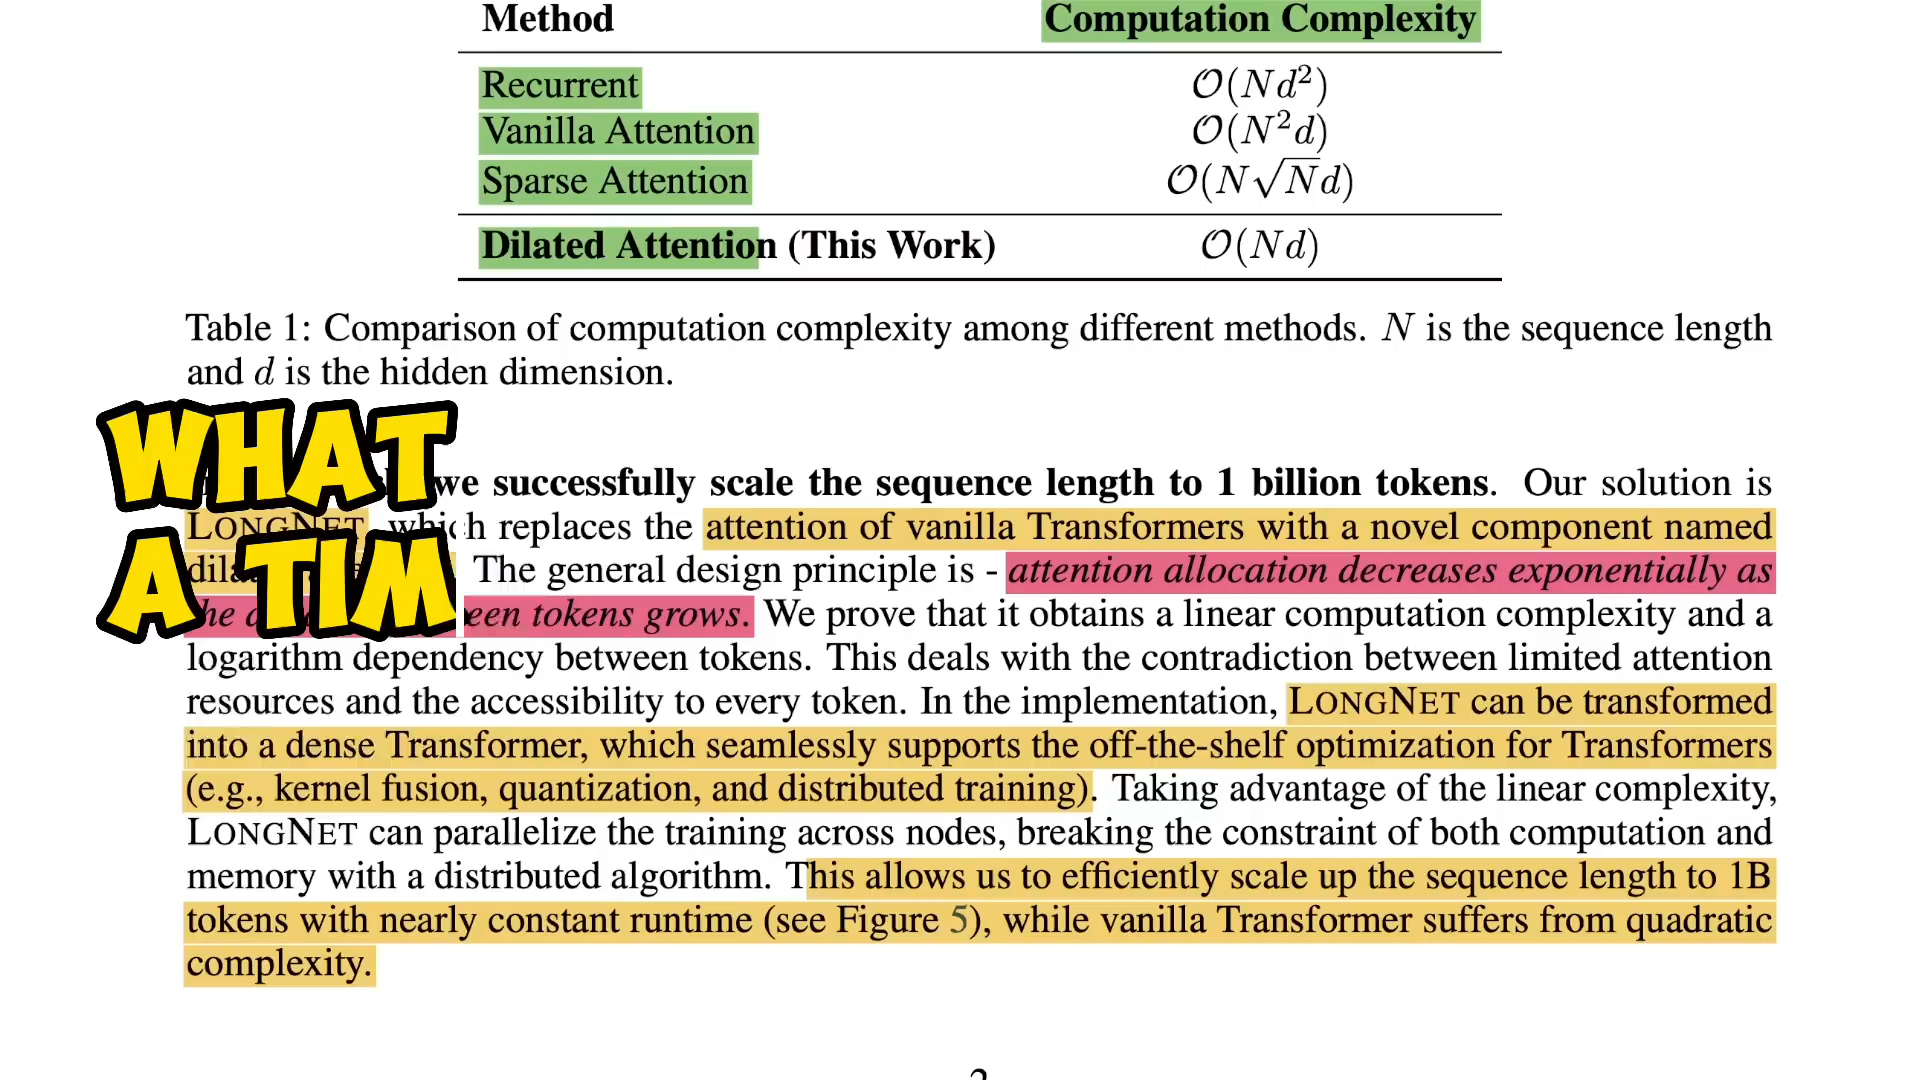 Method Computation Complexity
Recurrent O(Nd²)
Vanilla Attention O(N²d)
Sparse Attention O(N√Nd)
Dilated Attention (This Work) O(Nd)
Table 1: Comparison of computation complexity among different methods. N is the sequence length
and d is the hidden dimension.
WHAT
A TIM
we successfully scale the sequence length to 1 billion tokens. Our solution is
LONGNET, which replaces the attention of vanilla Transformers with a novel component named
The general design principle is - attention allocation decreases exponentially as
tokens grows. We prove that it obtains a linear computation complexity and a
logarithm dependency between tokens. This deals with the contradiction between limited attention
resources and the accessibility to every token. In the implementation, LONGNET can be transformed
into a dense Transformer, which seamlessly supports the off-the-shelf optimization for Transformers
(e.g., kernel fusion, quantization, and distributed training). Taking advantage of the linear complexity,
LONGNET can parallelize the training across nodes, breaking the constraint of both computation and
memory with a distributed algorithm. This allows us to efficiently scale up the sequence length to 1B
tokens with nearly constant runtime (see Figure 5), while vanilla Transformer suffers from quadratic
complexity.